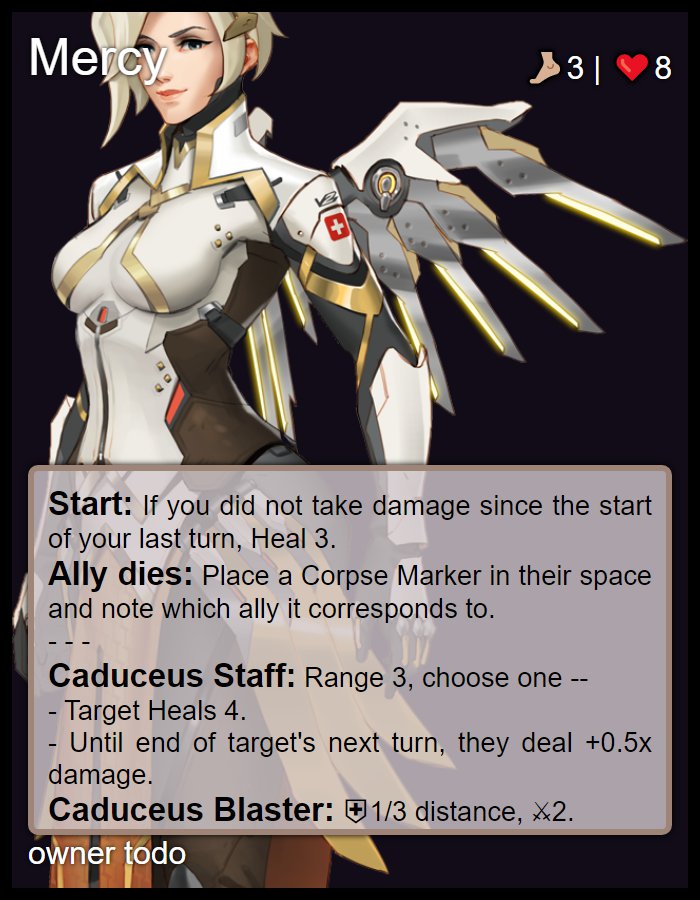 Mercy
🦶🏼3 | ❤️8
Start: If you did not take damage since the start
of your last turn, Heal 3.
Ally dies: Place a Corpse Marker in their space
and note which ally it corresponds to.
- - -
Caduceus Staff: Range 3, choose one --
- Target Heals 4.
- Until end of target's next turn, they deal +0.5x
damage.
Caduceus Blaster: ⛨1/3 distance, ⚔2.
owner todo